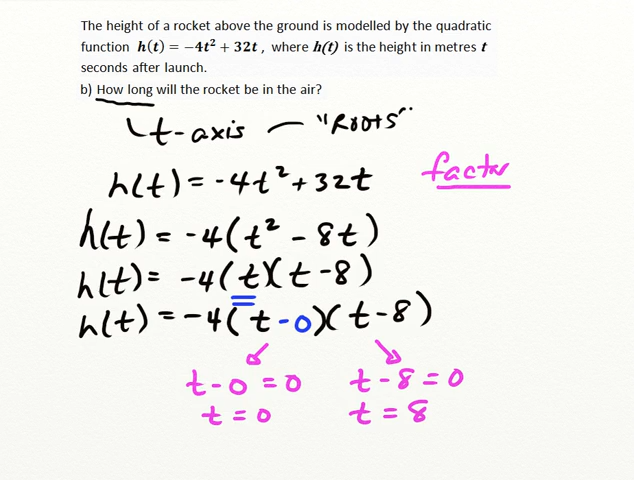 The height of a rocket above the ground is modelled by the quadratic
function h(t) = −4t² + 32t , where h(t) is the height in metres t
seconds after launch.
b) How long will the rocket be in the air?
t-axis — "Roots"
h(t) = -4t² + 32t factor
h(t) = -4(t² - 8t)
h(t) = -4(t)(t-8)
h(t) = -4(t-0)(t-8)
t-0=0 t-8=0
t=0 t=8